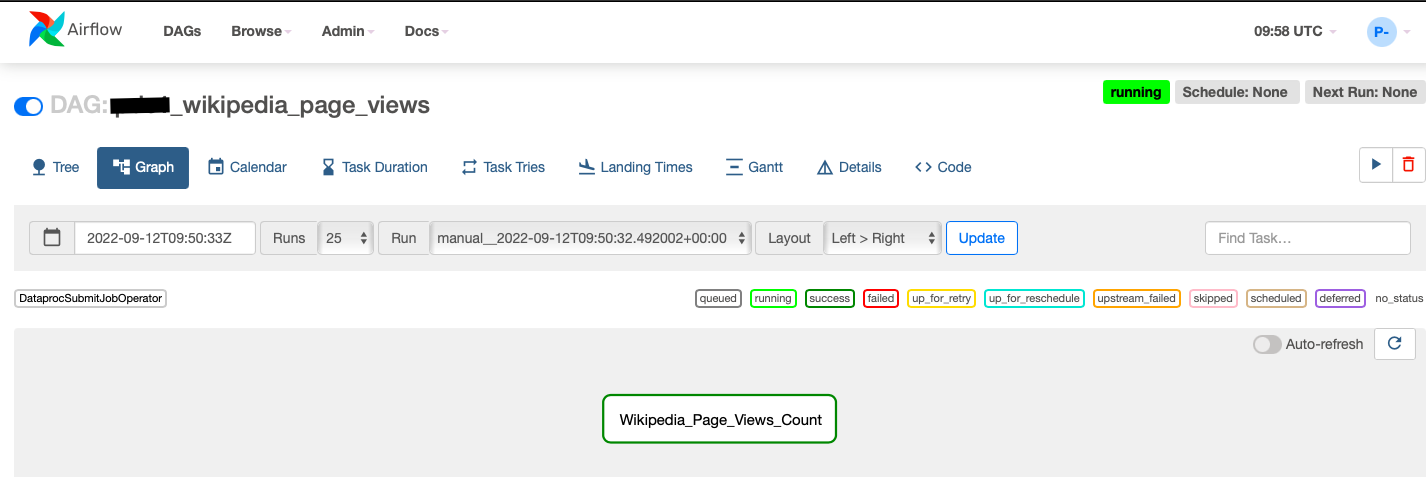 Airflow DAGs Browse Admin Docs 09:58 UTC P-
DAG: _wikipedia_page_views running Schedule: None Next Run: None
Tree Graph Calendar Task Duration Task Tries Landing Times Gantt Details Code
2022-09-12T09:50:33Z Runs 25 Run manual__2022-09-12T09:50:32.492002+00:00 Layout Left > Right Update Find Task...
DataprocSubmitJobOperator queued running success failed up_for_retry up_for_reschedule upstream_failed skipped scheduled deferred no_status
Auto-refresh
Wikipedia_Page_Views_Count